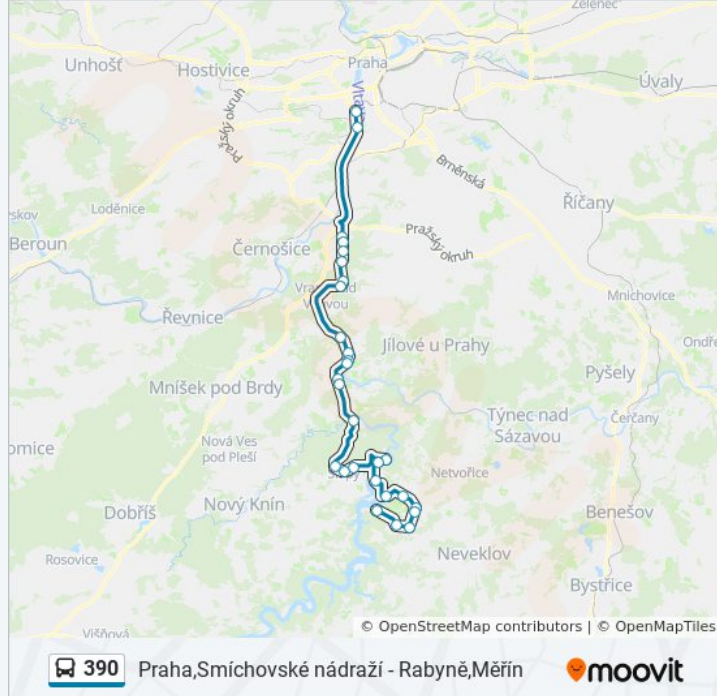 Zeleneč
Unhošť
Hostivice
Praha
Vltava
Úvaly
Pražský okruh
Brněnská
Loděnice
Říčany
Beroun
Černošice
Pražský okruh
Mnichovice
Řevnice
Jílové u Prahy
Pyšely
Mníšek pod Brdy
Týnec nad
Sázavou
Čerčany
Nová Ves
pod Pleší
Netvořice
Dobříš
Nový Knín
Benešov
Rosovice
Neveklov
Bystřice
Višňová
© OpenStreetMap contributors | © OpenMapTiles
390 Praha,Smíchovské nádraží - Rabyně,Měřín
moovit